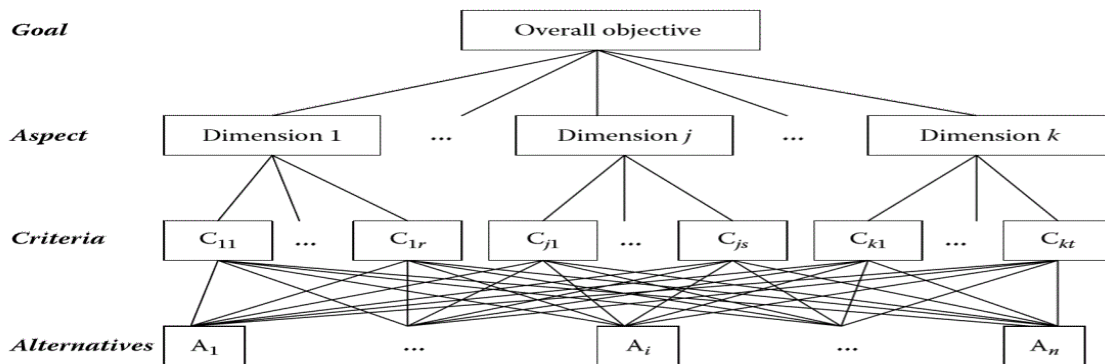 Goal Overall objective
Aspect Dimension 1 ... Dimension j ... Dimension k
Criteria C11 ... C1r Cj1 ... Cjs Ck1 ... Ckt
Alternatives A1 ... Ai ... An